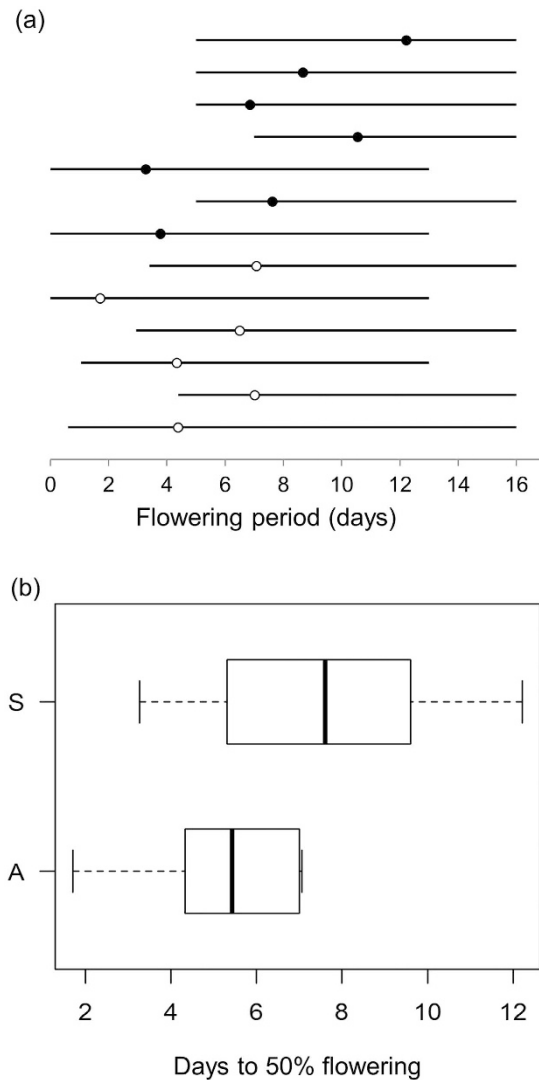 (a)
0 2 4 6 8 10 12 14 16
Flowering period (days)
(b)
S
A
2 4 6 8 10 12
Days to 50% flowering